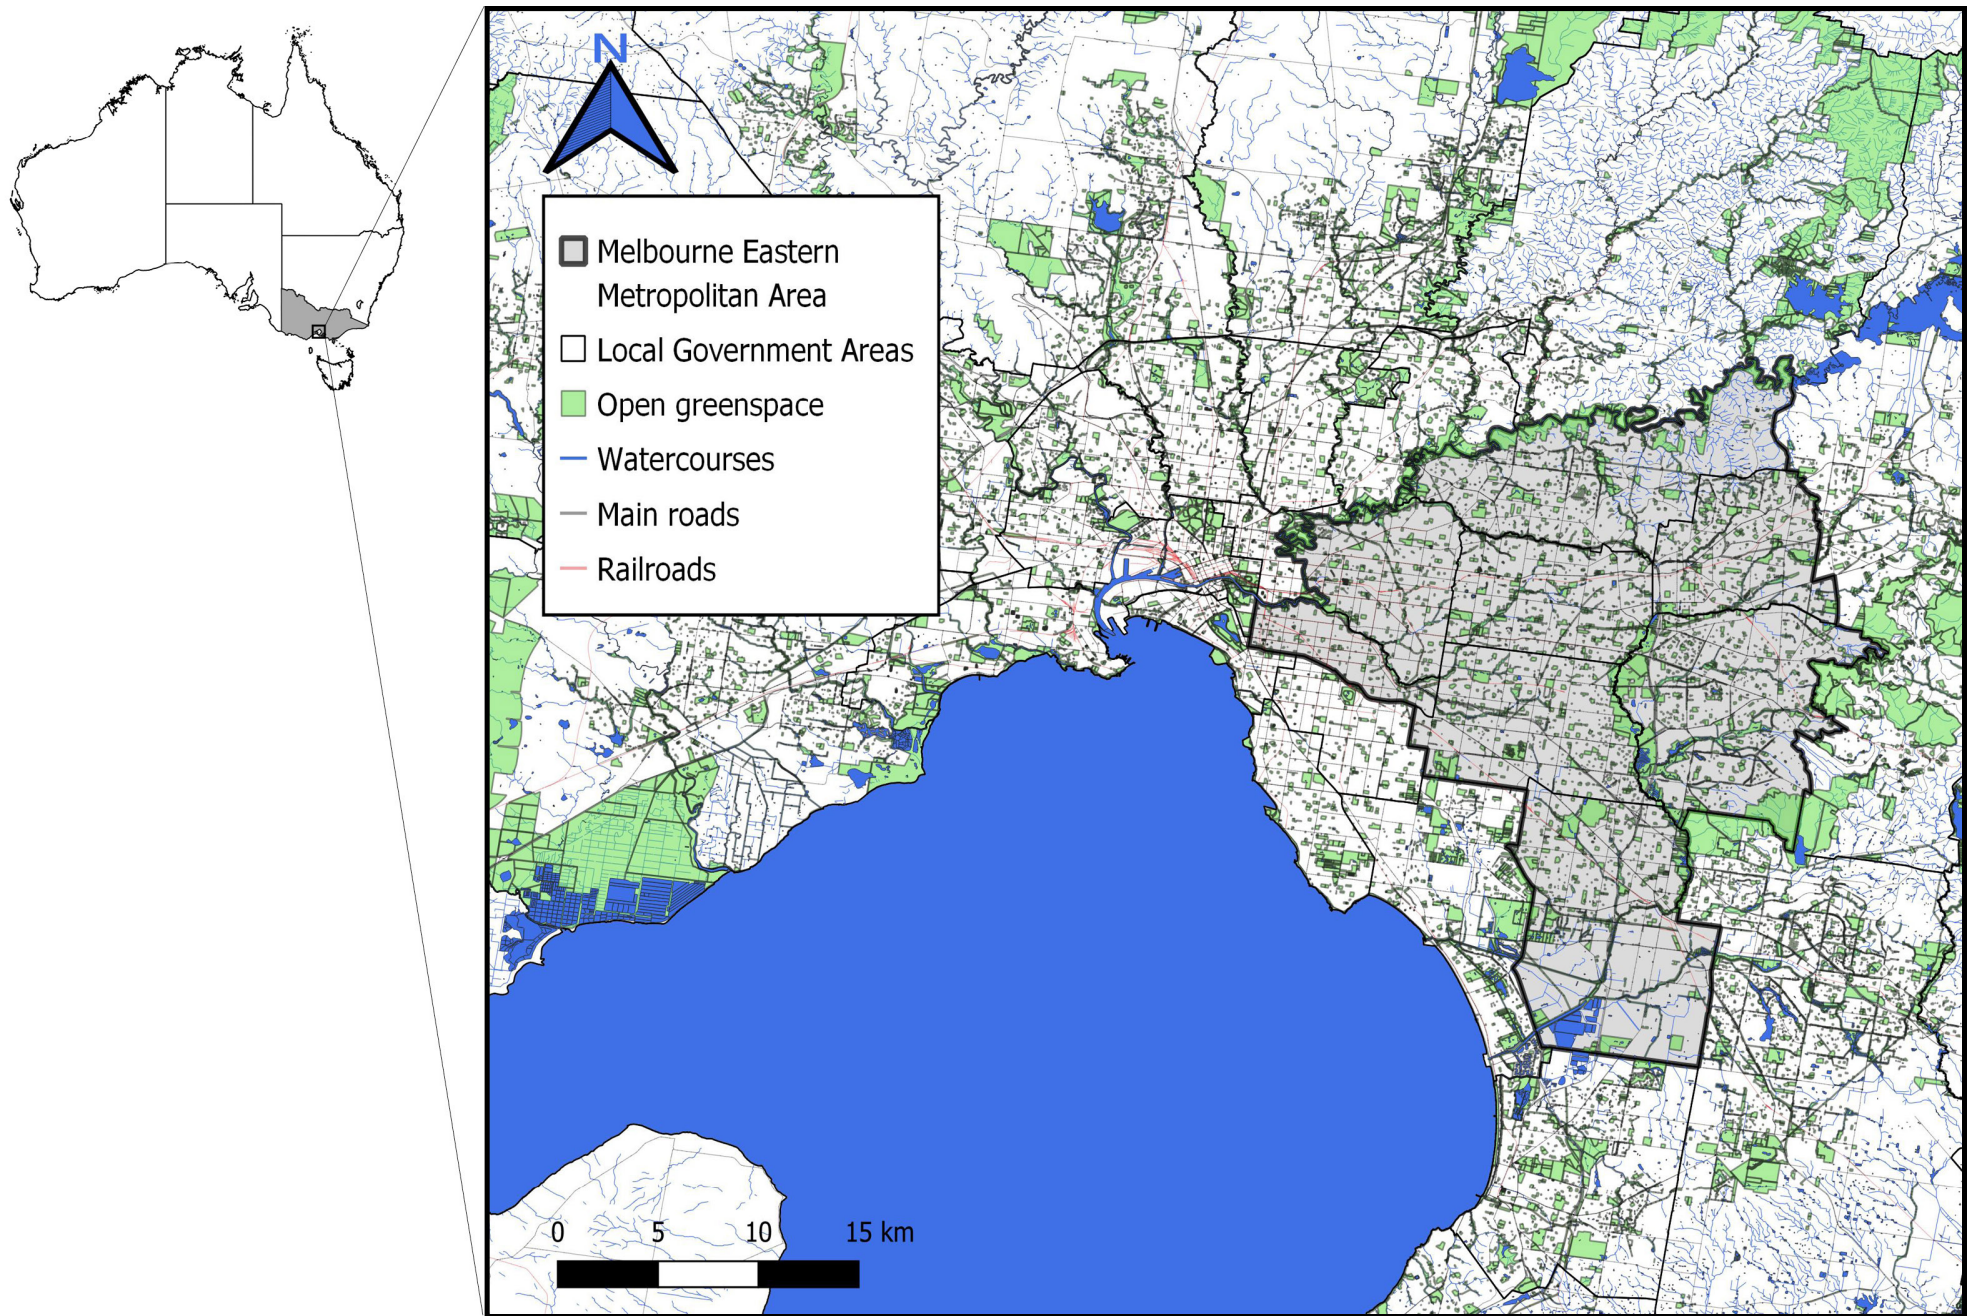 N
Melbourne Eastern
Metropolitan Area
Local Government Areas
Open greenspace
Watercourses
Main roads
Railroads
0 5 10 15 km